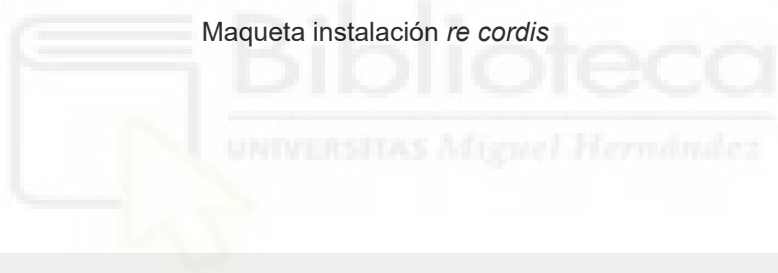 Maqueta instalación re cordis
Biblioteca
UNIVERSITAS Miguel Hernández